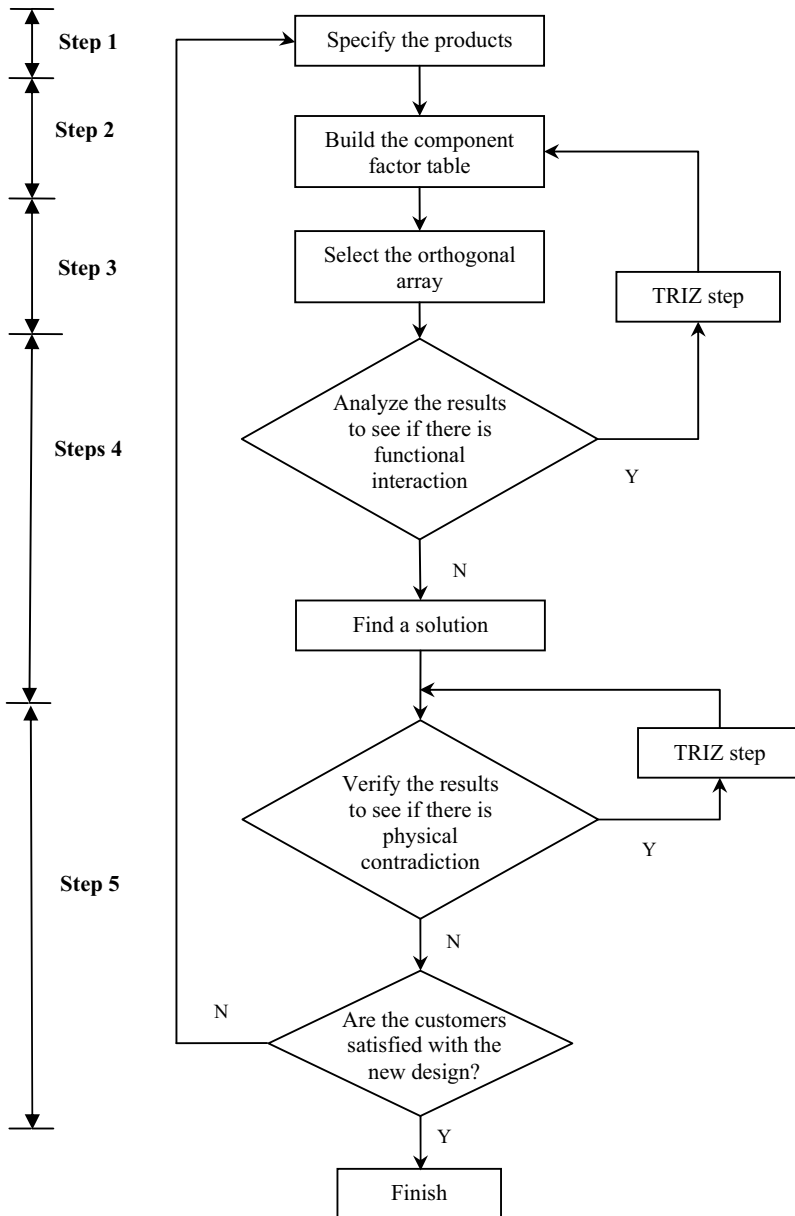 Step 1
Specify the products
Step 2
Build the component
factor table
Step 3
Select the orthogonal
array
TRIZ step
Steps 4
Analyze the results
to see if there is
functional
interaction
Y
N
Find a solution
TRIZ step
Verify the results
to see if there is
physical
contradiction
Y
Step 5
N
N
Are the customers
satisfied with the
new design?
Y
Finish